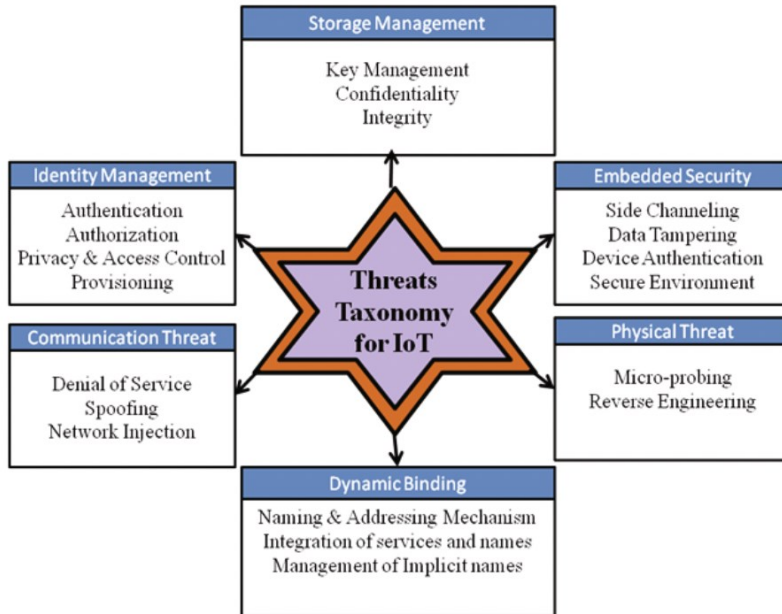 Storage Management
Key Management
Confidentiality
Integrity
Identity Management
Authentication
Authorization
Privacy & Access Control
Provisioning
Embedded Security
Side Channeling
Data Tampering
Device Authentication
Secure Environment
Threats
Taxonomy
for IoT
Communication Threat
Denial of Service
Spoofing
Network Injection
Physical Threat
Micro-probing
Reverse Engineering
Dynamic Binding
Naming & Addressing Mechanism
Integration of services and names
Management of Implicit names